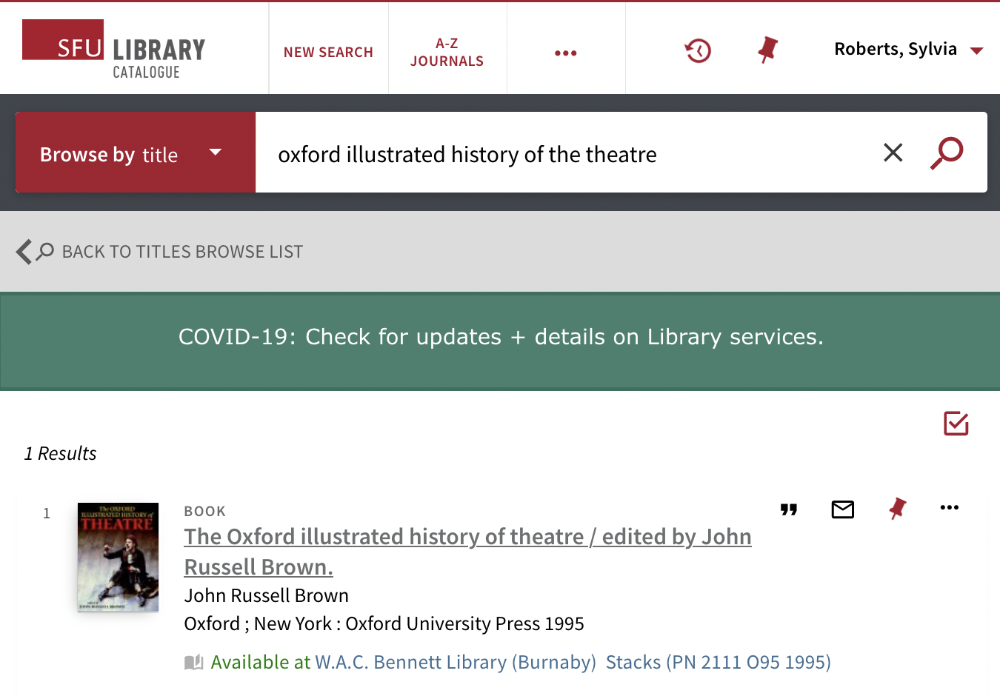 SFU LIBRARY
CATALOGUE
NEW SEARCH
A-Z
JOURNALS
Roberts, Sylvia
Browse by title
oxford illustrated history of the theatre
BACK TO TITLES BROWSE LIST
COVID-19: Check for updates + details on Library services.
1 Results
1
The OXFORD
ILLUSTRATED HISTORY of
THEATRE
JOHN RUSSELL BROWN
BOOK
The Oxford illustrated history of theatre / edited by John
Russell Brown.
John Russell Brown
Oxford ; New York : Oxford University Press 1995
Available at W.A.C. Bennett Library (Burnaby) Stacks (PN 2111 O95 1995)